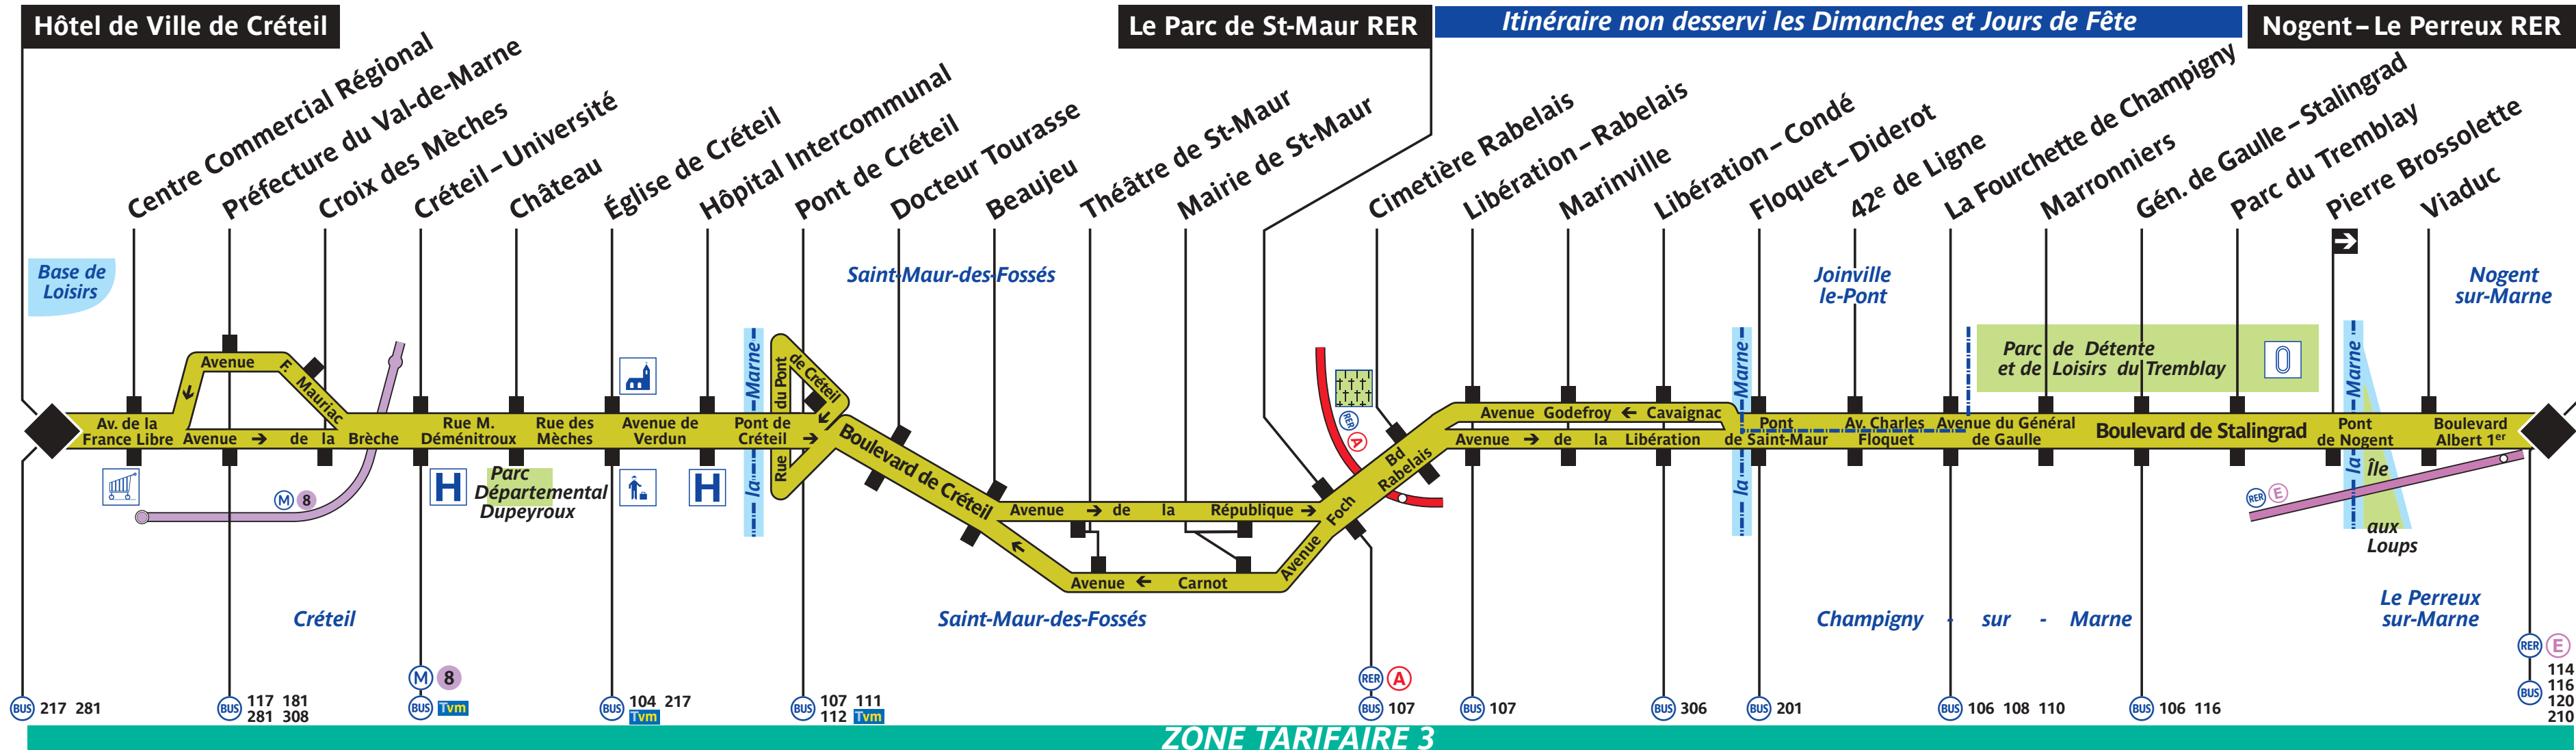 Hôtel de Ville de Créteil
Le Parc de St-Maur RER
Itinéraire non desservi les Dimanches et Jours de Fête
Nogent – Le Perreux RER
Centre Commercial Régional
Préfecture du Val-de-Marne
Croix des Mèches
Créteil – Université
Château
Église de Créteil
Hôpital Intercommunal
Pont de Créteil
Docteur Tourasse
Beaujeu
Théâtre de St-Maur
Mairie de St-Maur
Cimetière Rabelais
Libération – Rabelais
Marinville
Libération – Condé
Floquet – Diderot
42e de Ligne
La Fourchette de Champigny
Marronniers
Gén. de Gaulle – Stalingrad
Parc du Tremblay
Pierre Brossolette
Viaduc
Base de
Loisirs
Saint-Maur-des-Fossés
Joinville
le-Pont
Nogent
sur-Marne
Av. de la
France Libre
Avenue
F. Mauriac
Avenue → de la Brèche
Rue M.
Déménitroux
Rue des
Mèches
Avenue de
Verdun
Pont de
Créteil →
la Marne
Rue du Pont
de Créteil
Boulevard de Créteil
Avenue → de la République →
Avenue ← Carnot
Avenue Foch
Bd
Rabelais
RER A
Avenue Godefroy ← Cavaignac
Avenue → de la Libération
la Marne
Pont
de Saint-Maur
Av. Charles
Floquet
Avenue du Général
de Gaulle
Parc de Détente
et de Loisirs du Tremblay
Boulevard de Stalingrad
la Marne
Pont
de Nogent
Boulevard
Albert 1er
Île
aux
Loups
RER E
M 8
H
Parc
Départemental
Dupeyroux
H
Créteil
Saint-Maur-des-Fossés
Champigny - sur - Marne
Le Perreux
sur-Marne
BUS 217 281
BUS 117 181
281 308
M 8
BUS Tvm
BUS 104 217
Tvm
BUS 107 111
112 Tvm
RER A
BUS 107
BUS 107
BUS 306
BUS 201
BUS 106 108 110
BUS 106 116
RER E
BUS 114
116
120
210
ZONE TARIFAIRE 3